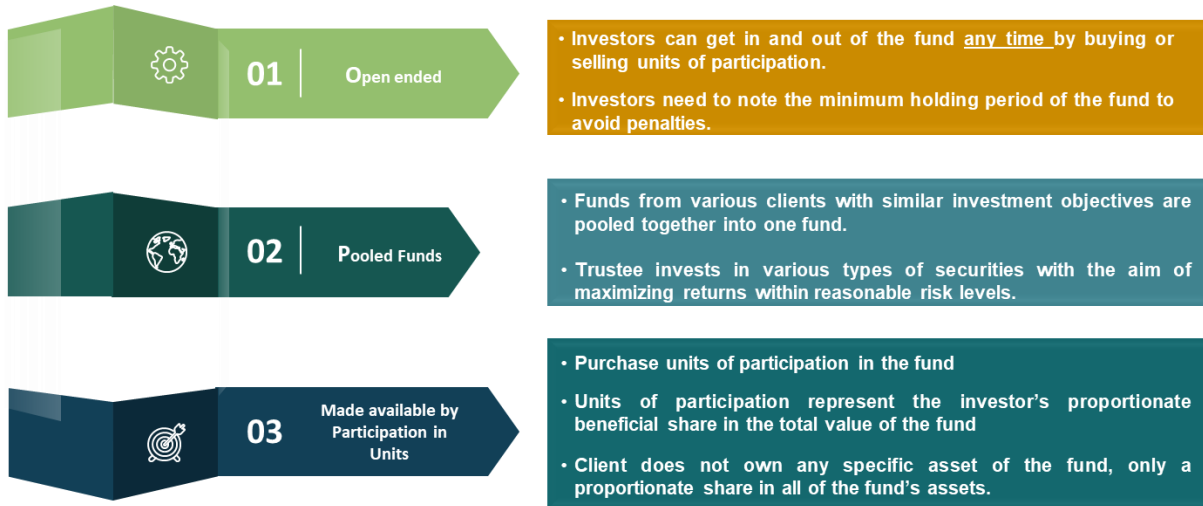 01
Open ended
• Investors can get in and out of the fund any time by buying or
selling units of participation.
• Investors need to note the minimum holding period of the fund to
avoid penalties.
02
Pooled Funds
• Funds from various clients with similar investment objectives are
pooled together into one fund.
• Trustee invests in various types of securities with the aim of
maximizing returns within reasonable risk levels.
03
Made available by
Participation in
Units
• Purchase units of participation in the fund
• Units of participation represent the investor’s proportionate
beneficial share in the total value of the fund
• Client does not own any specific asset of the fund, only a
proportionate share in all of the fund’s assets.